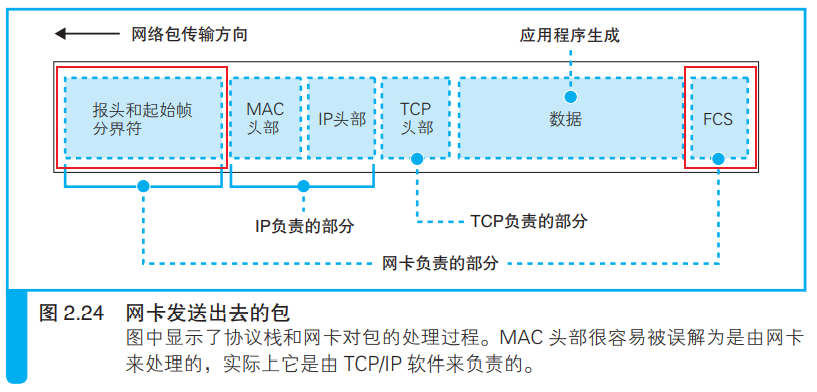 网络包传输方向
应用程序生成
报头和起始帧
分界符
MAC
头部
IP头部
TCP
头部
数据
FCS
IP负责的部分
TCP负责的部分
网卡负责的部分
图 2.24 网卡发送出去的包
图中显示了协议栈和网卡对包的处理过程。MAC 头部很容易被误解为是由网卡
来处理的，实际上它是由 TCP/IP 软件来负责的。